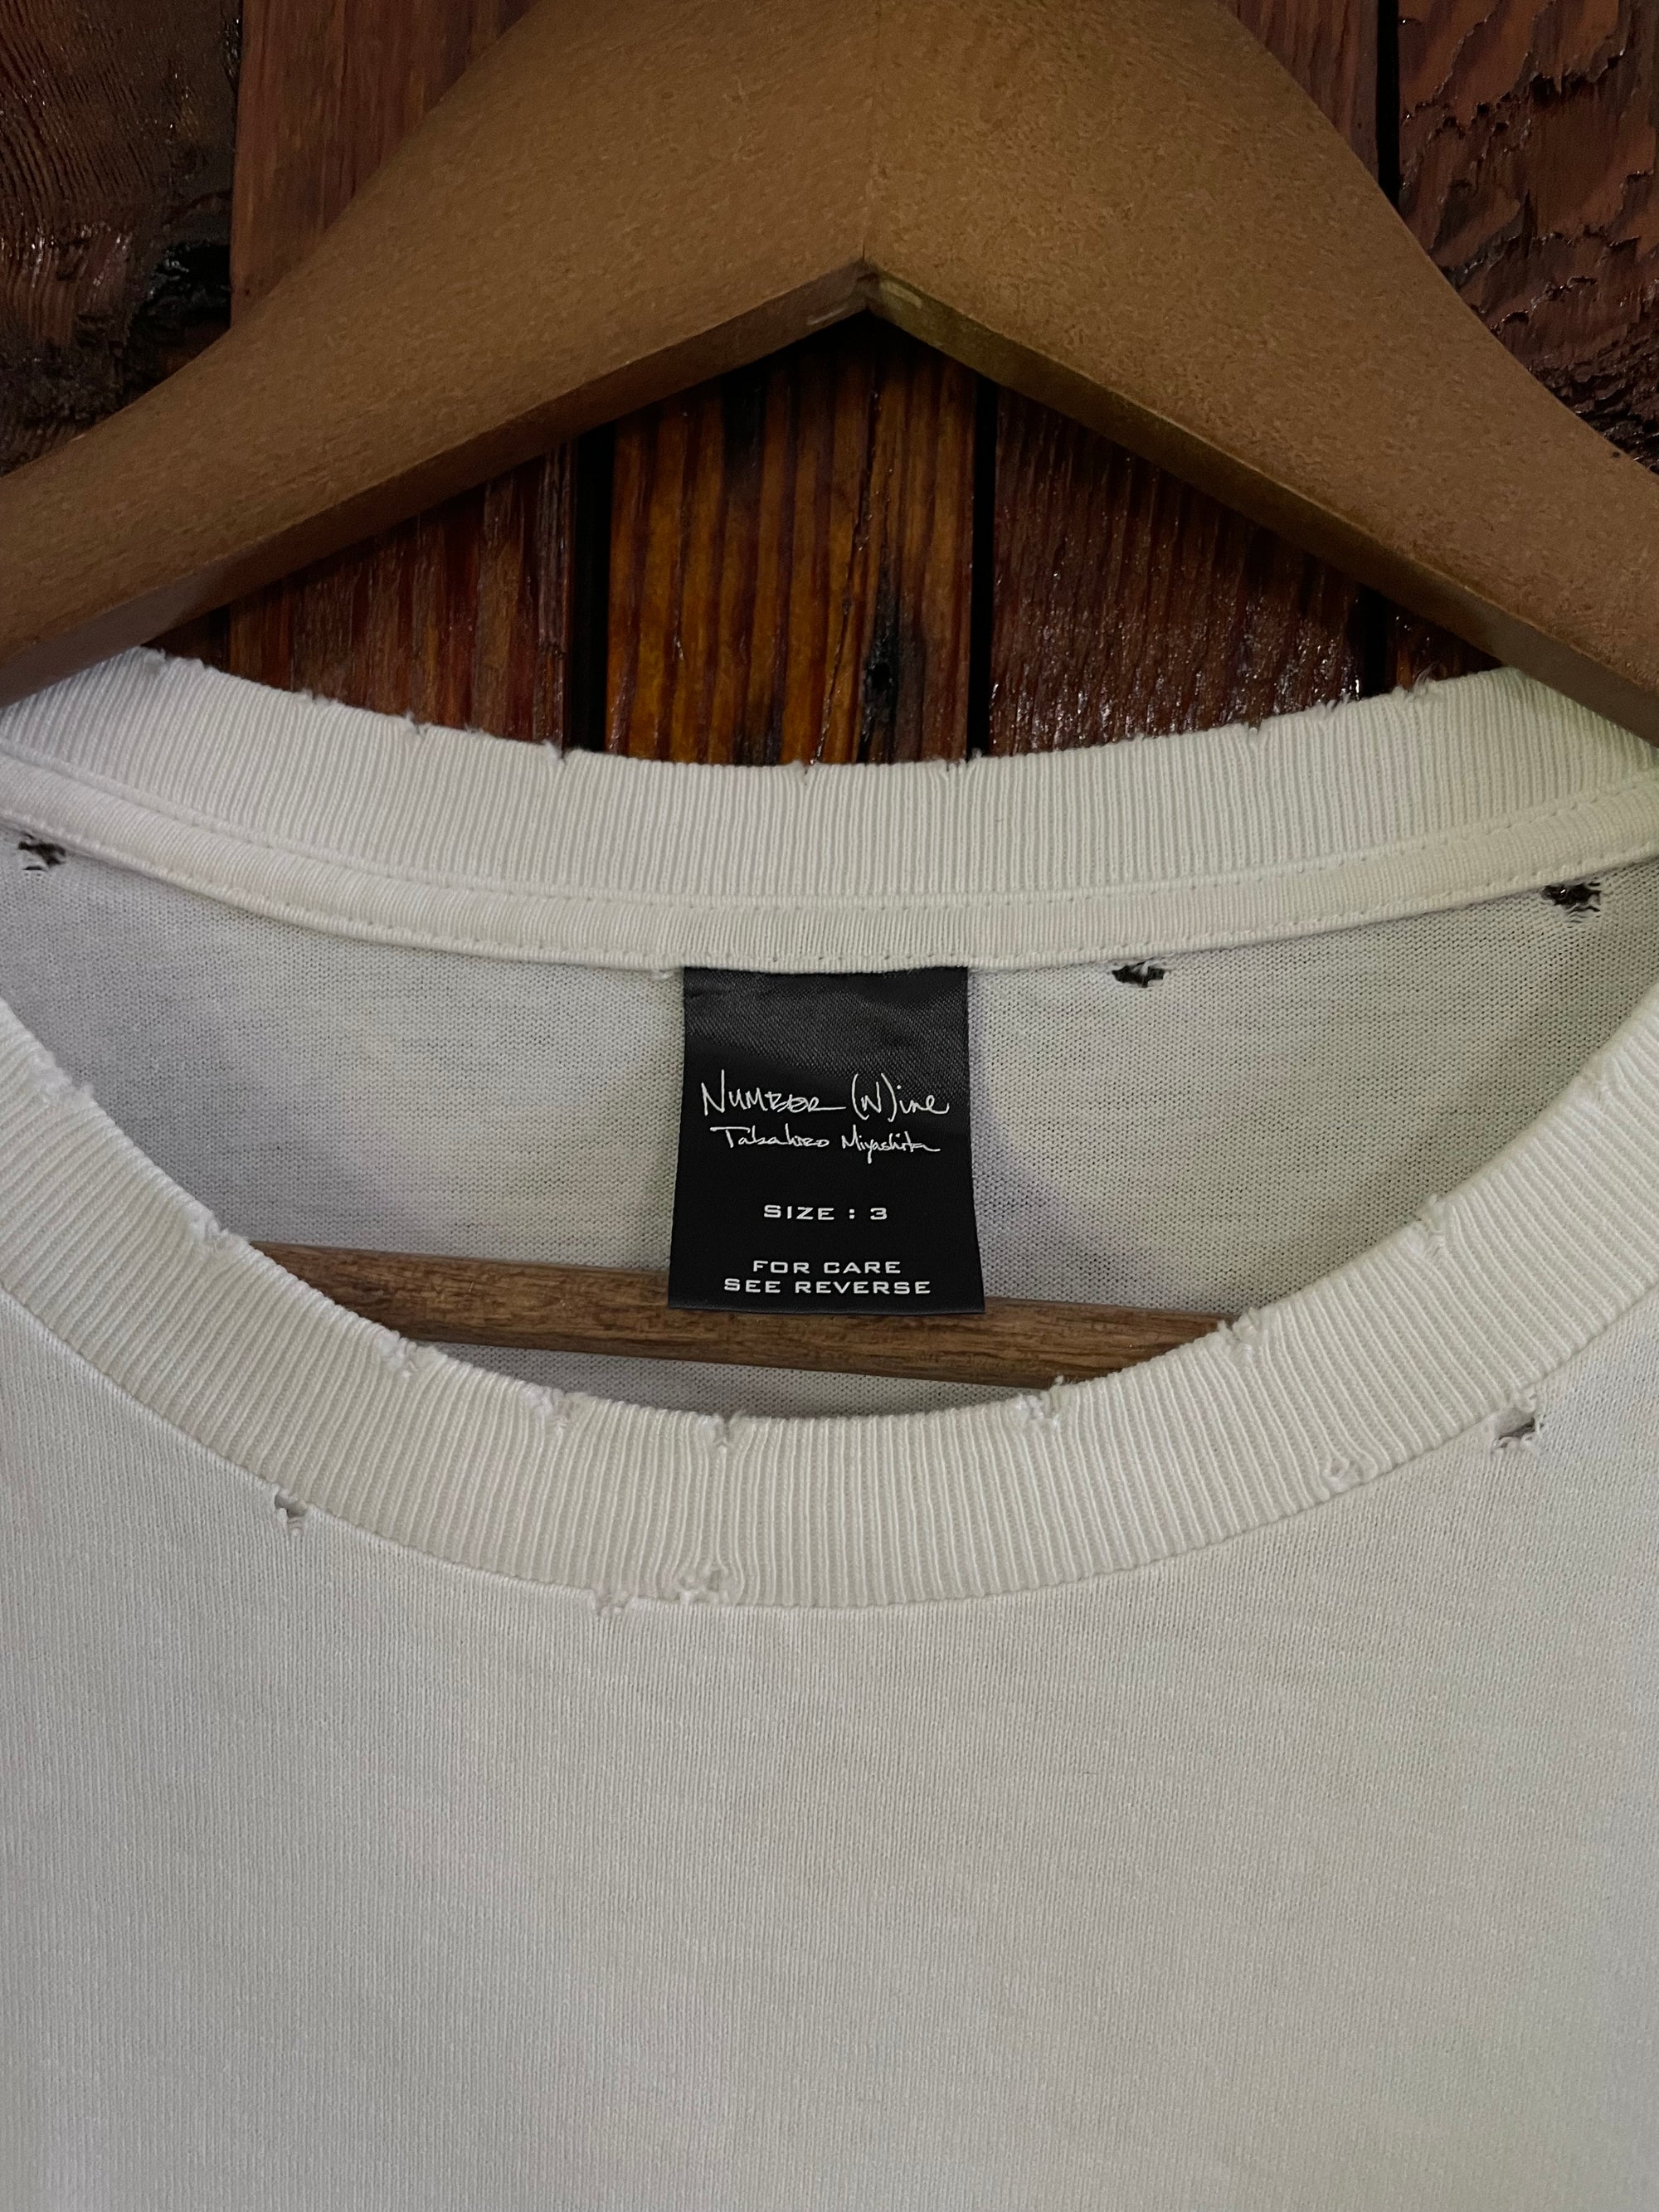 NUMBER (N)ine
Takahiro Miyashita
SIZE : 3
FOR CARE
SEE REVERSE